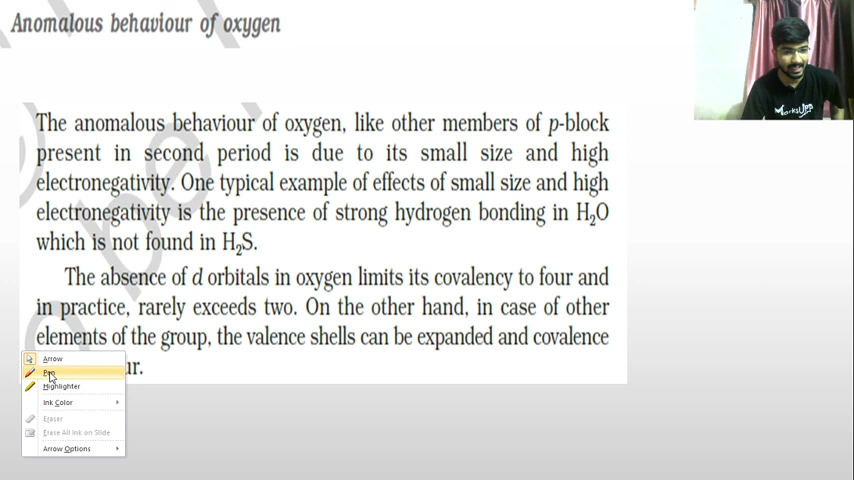 Anomalous behaviour of oxygen
The anomalous behaviour of oxygen, like other members of p-block
present in second period is due to its small size and high
electronegativity. One typical example of effects of small size and high
electronegativity is the presence of strong hydrogen bonding in H₂O
which is not found in H₂S.
The absence of d orbitals in oxygen limits its covalency to four and
in practice, rarely exceeds two. On the other hand, in case of other
elements of the group, the valence shells can be expanded and covalence
ur.
Arrow
Pen
Highlighter
Ink Color
Eraser
Erase All Ink on Slide
Arrow Options